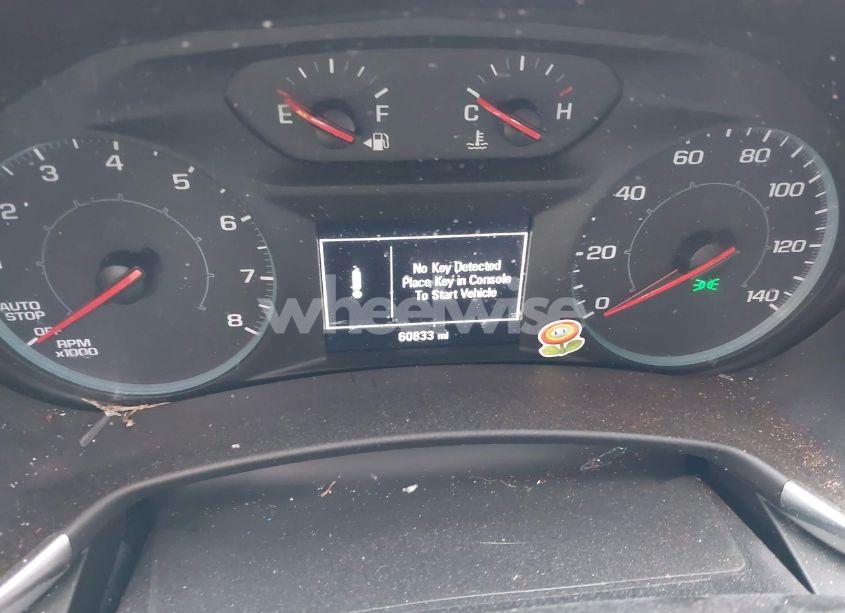 E F C H
1 2 3 4 5 6 7 8
AUTO
STOP
OFF
RPM
x1000
0 20 40 60 80 100 120 140
No Key Detected
Place Key in Console
To Start Vehicle
60833 mi
wheelwise